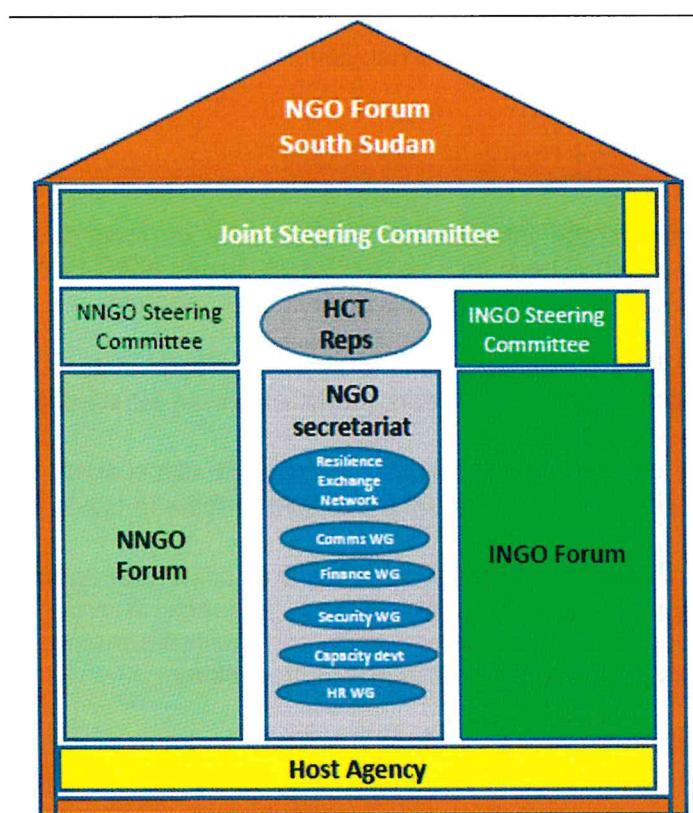 NGO Forum
South Sudan
Joint Steering Committee
NNGO Steering
Committee
HCT
Reps
INGO Steering
Committee
NGO
secretariat
Resilience
Exchange
Network
Comms WG
Finance WG
Security WG
Capacity devt
HR WG
NNGO
Forum
INGO Forum
Host Agency